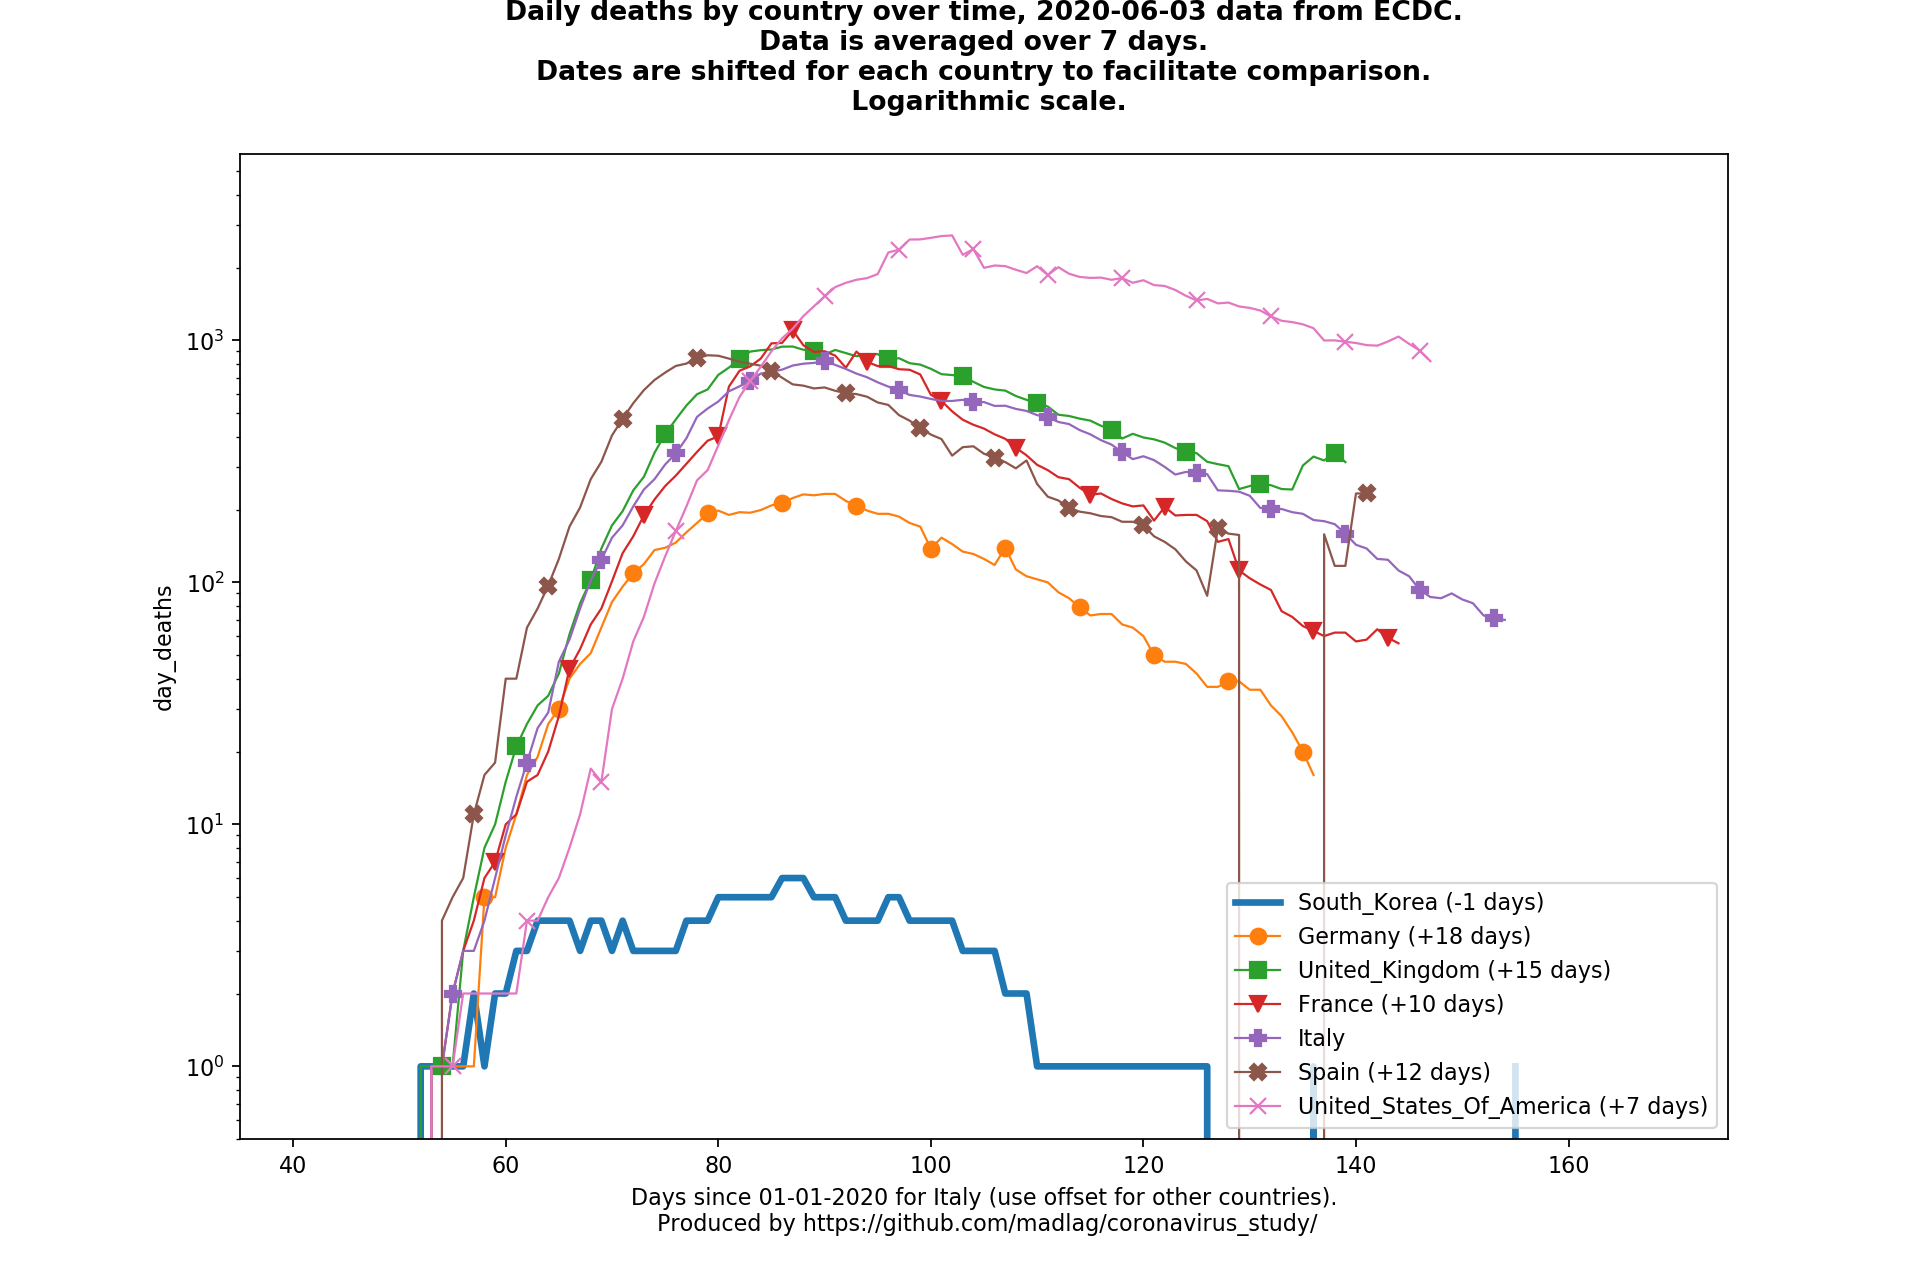 Daily deaths by country over time, 2020-06-03 data from ECDC.
Data is averaged over 7 days.
Dates are shifted for each country to facilitate comparison.
Logarithmic scale.
10³
10²
10¹
10⁰
day_deaths
South_Korea (-1 days)
Germany (+18 days)
United_Kingdom (+15 days)
France (+10 days)
Italy
Spain (+12 days)
United_States_Of_America (+7 days)
40 60 80 100 120 140 160
Days since 01-01-2020 for Italy (use offset for other countries).
Produced by https://github.com/madlag/coronavirus_study/